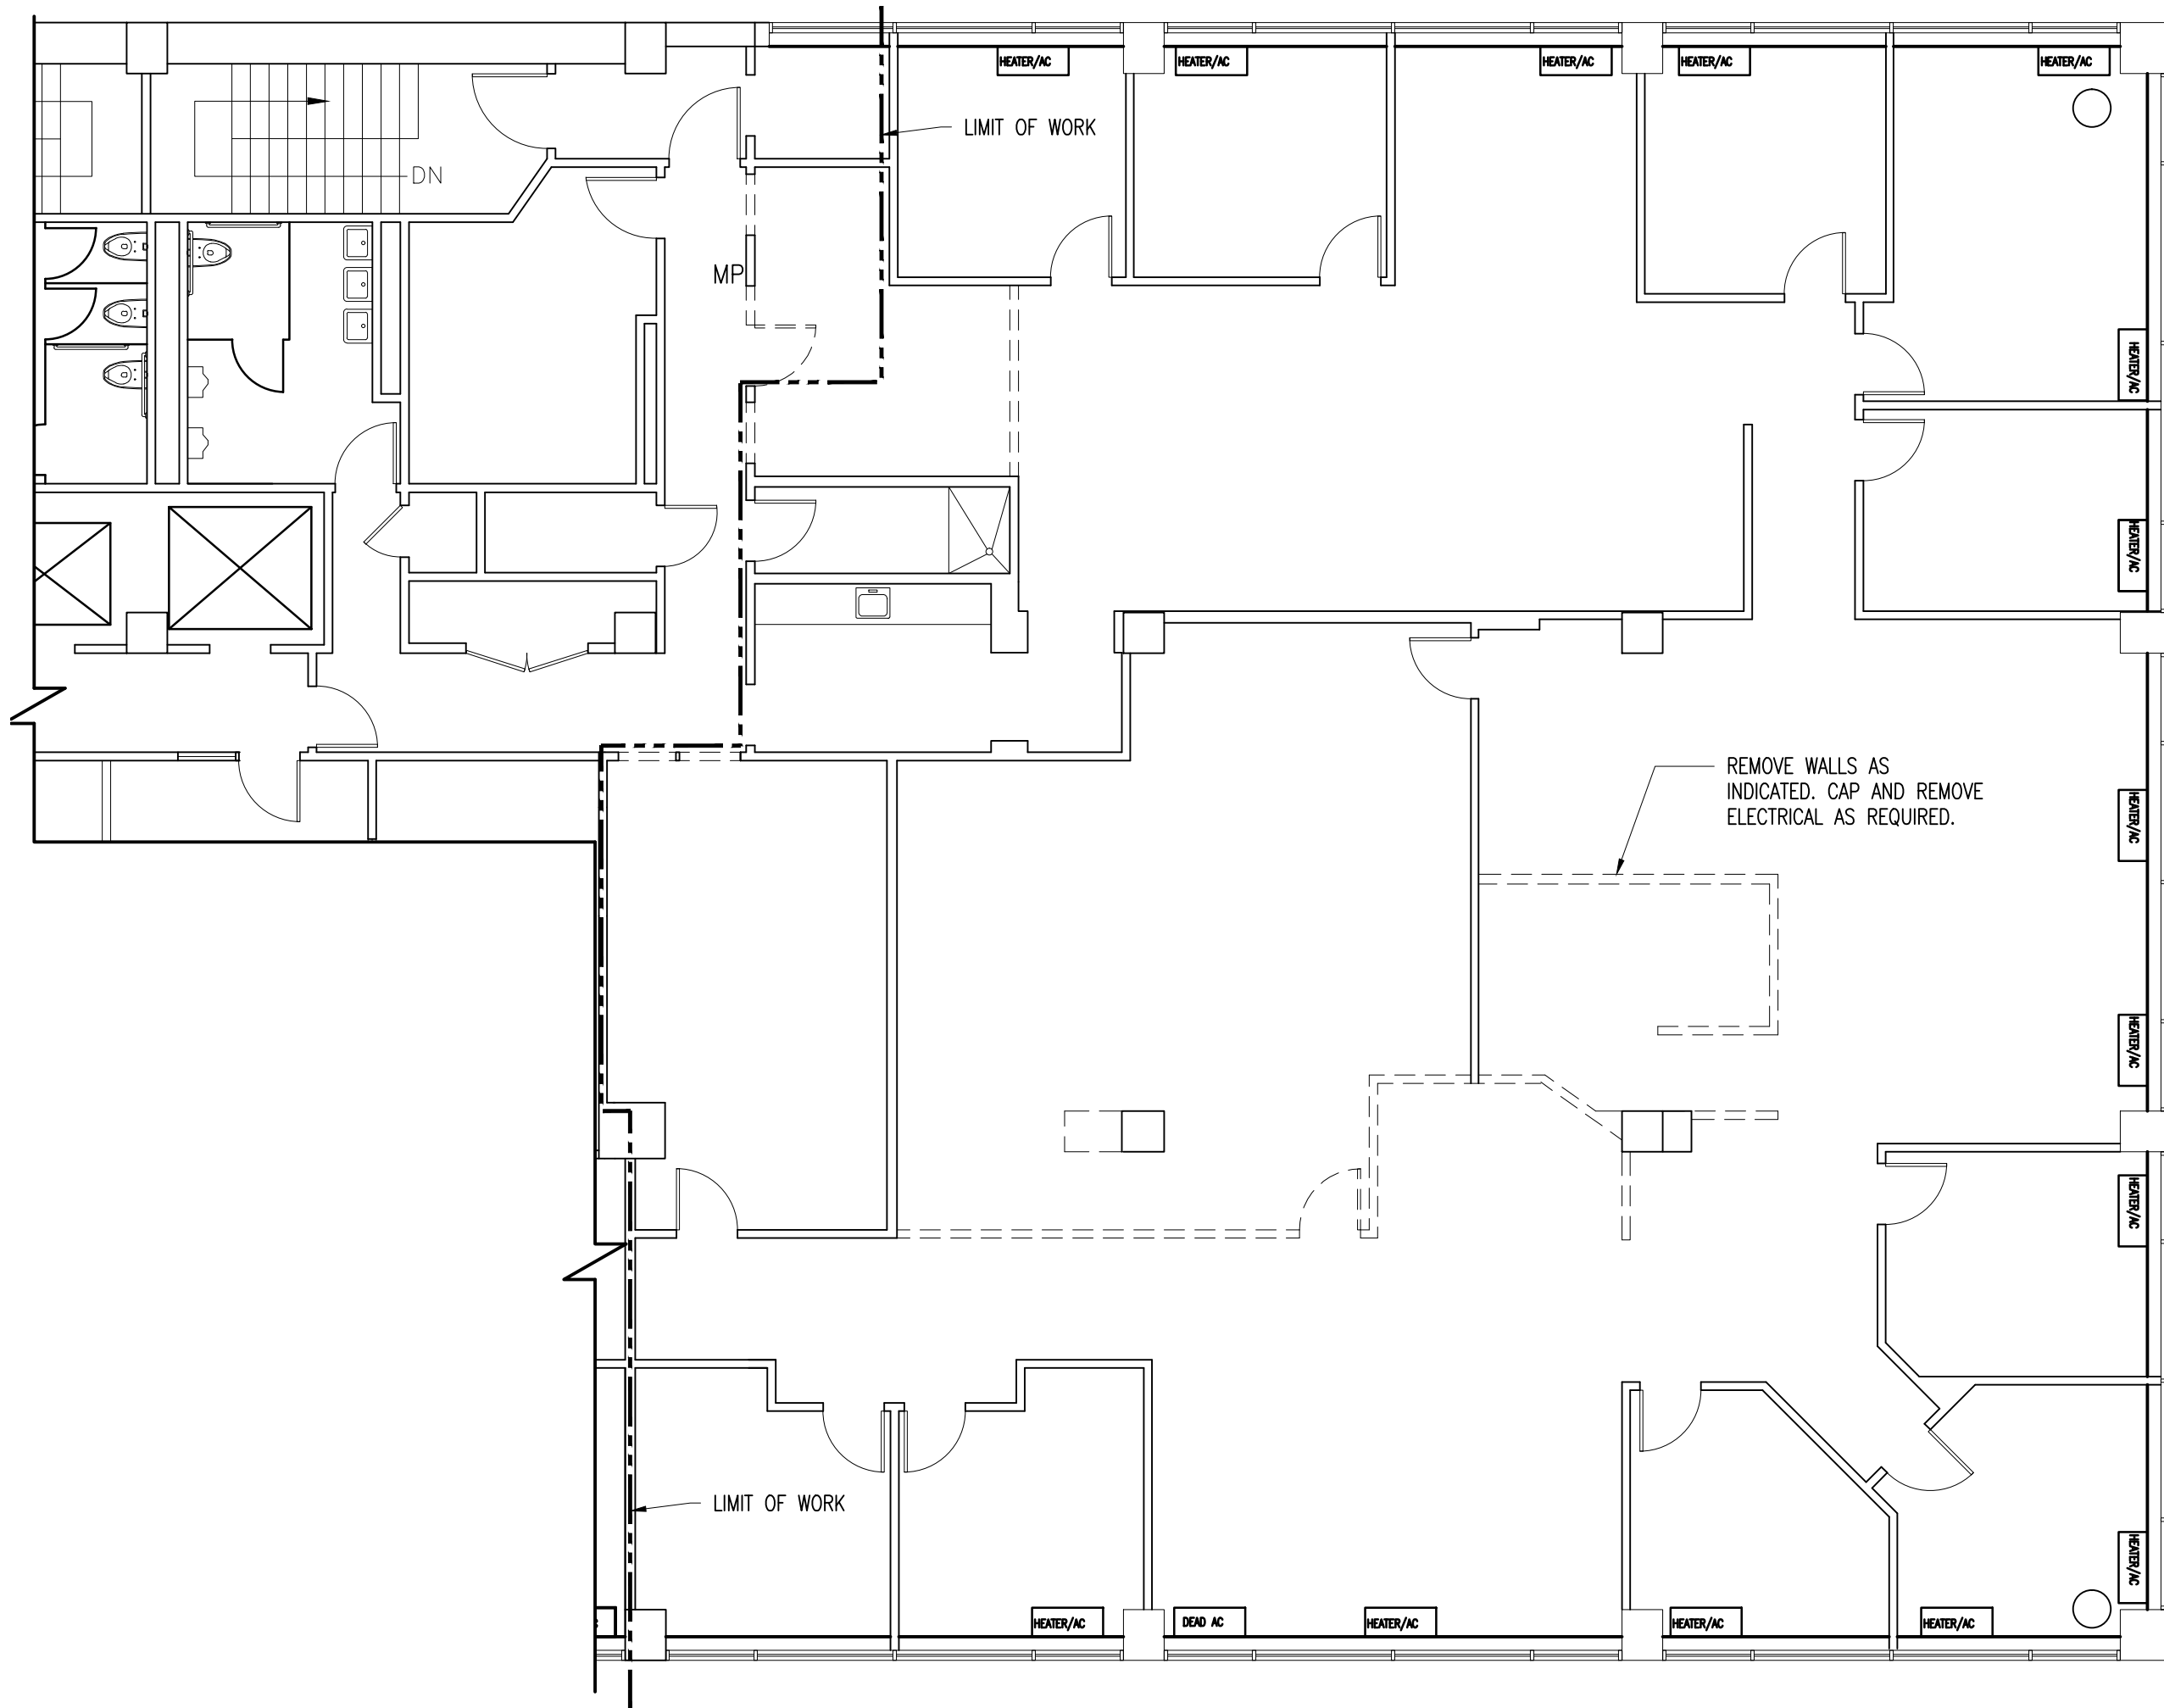 HEATER/AC
HEATER/AC
HEATER/AC
HEATER/AC
HEATER/AC
LIMIT OF WORK
DN
MP
HEATER/AC
HEATER/AC
REMOVE WALLS AS
INDICATED. CAP AND REMOVE
ELECTRICAL AS REQUIRED.
HEATER/AC
HEATER/AC
HEATER/AC
LIMIT OF WORK
HEATER/AC
HEATER/AC
DEAD AC
HEATER/AC
HEATER/AC
HEATER/AC